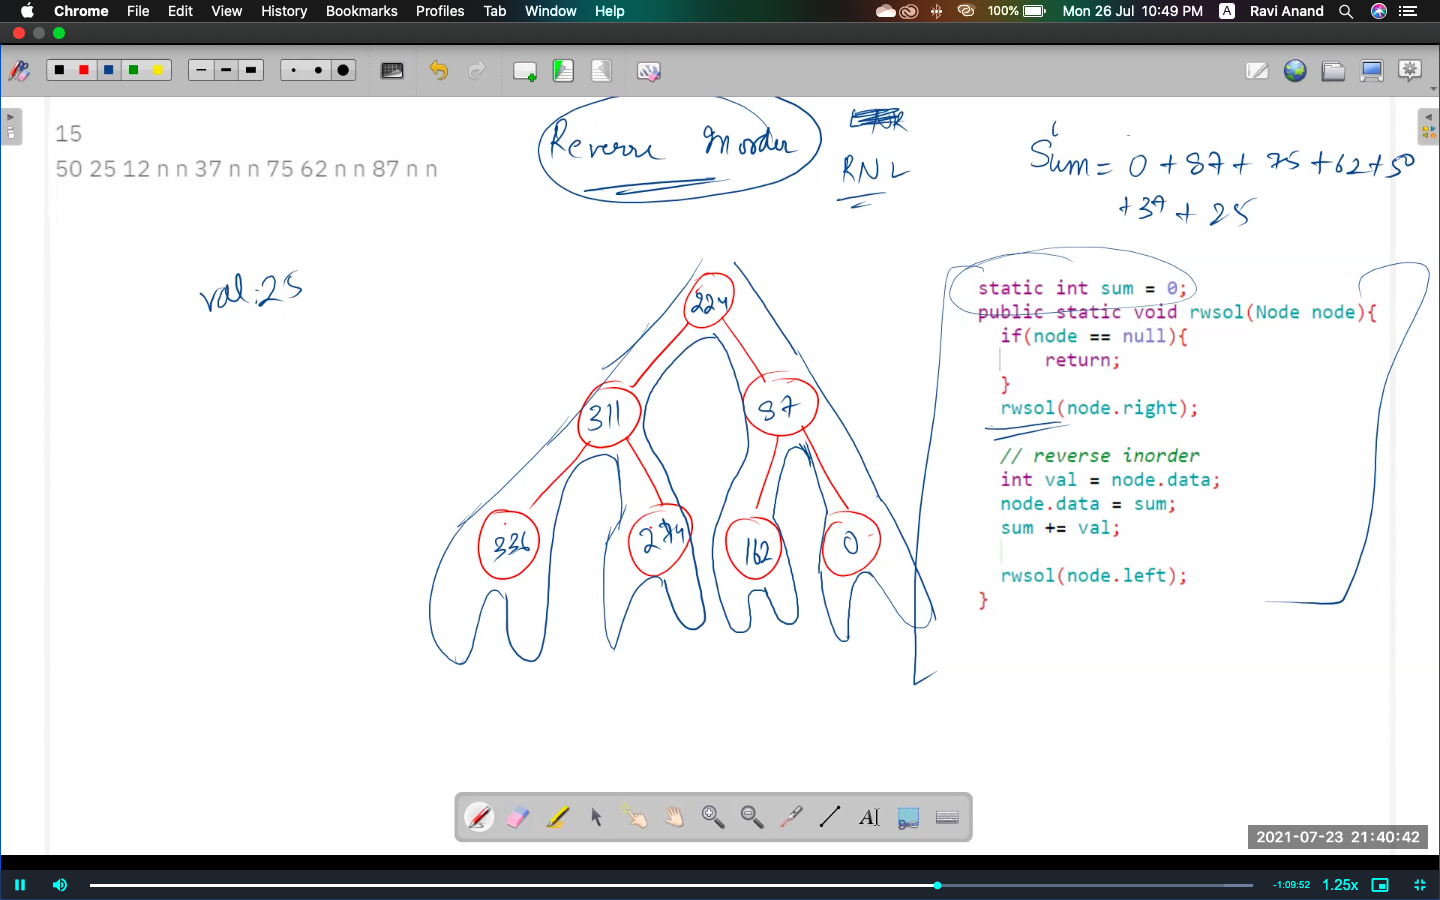 Chrome File Edit View History Bookmarks Profiles Tab Window Help 100% Mon 26 Jul 10:49 PM A Ravi Anand
15
50 25 12 n n 37 n n 75 62 n n 87 n n
Reverse Inorder
RNL
Sum = 0 + 87 + 75 + 62 + 50
+ 37 + 25
val: 25
224
311 87
336 274 162 0
static int sum = 0;
public static void rwsol(Node node){
if(node == null){
return;
}
rwsol(node.right);
// reverse inorder
int val = node.data;
node.data = sum;
sum += val;
rwsol(node.left);
}
AI
2021-07-23 21:40:42
-1:09:52 1.25x